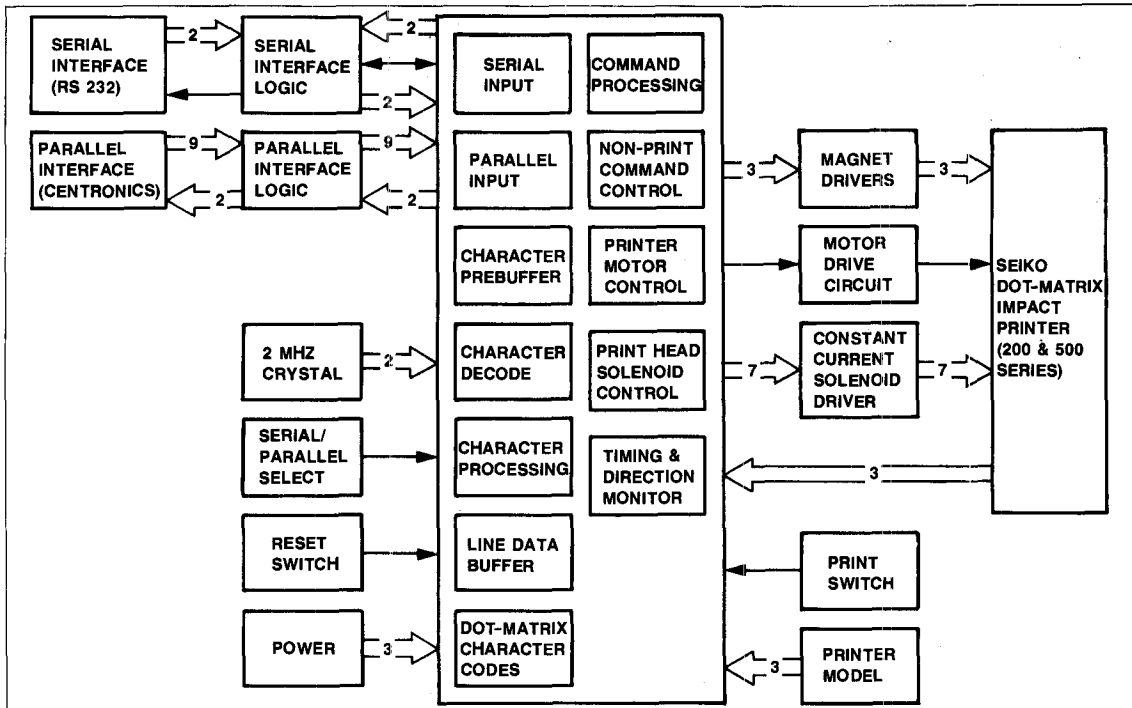 SERIAL
INTERFACE
(RS 232)
2
SERIAL
INTERFACE
LOGIC
2
2
PARALLEL
INTERFACE
(CENTRONICS)
9
2
PARALLEL
INTERFACE
LOGIC
9
2
2 MHZ
CRYSTAL
2
SERIAL/
PARALLEL
SELECT
RESET
SWITCH
POWER
3
SERIAL
INPUT
PARALLEL
INPUT
CHARACTER
PREBUFFER
CHARACTER
DECODE
CHARACTER
PROCESSING
LINE DATA
BUFFER
DOT-MATRIX
CHARACTER
CODES
COMMAND
PROCESSING
NON-PRINT
COMMAND
CONTROL
PRINTER
MOTOR
CONTROL
PRINT HEAD
SOLENOID
CONTROL
TIMING &
DIRECTION
MONITOR
3
MAGNET
DRIVERS
3
MOTOR
DRIVE
CIRCUIT
7
CONSTANT
CURRENT
SOLENOID
DRIVER
7
3
SEIKO
DOT-MATRIX
IMPACT
PRINTER
(200 & 500
SERIES)
PRINT
SWITCH
3
PRINTER
MODEL